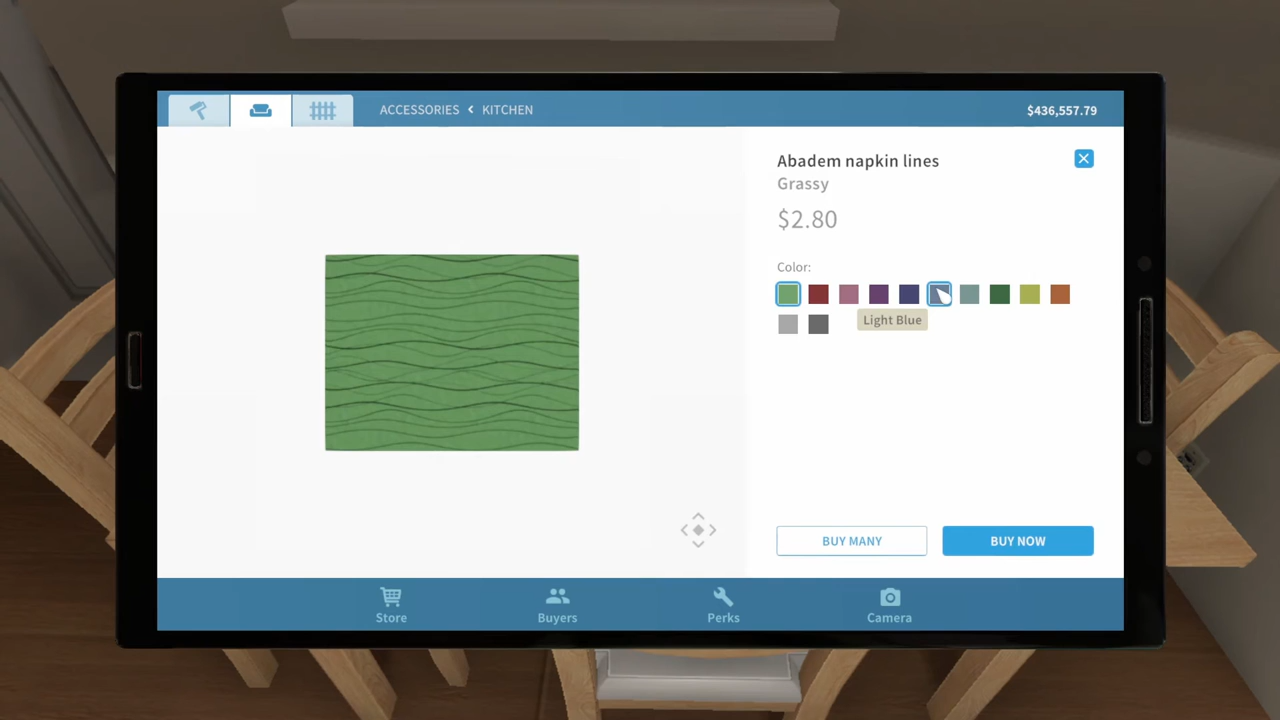 ACCESSORIES < KITCHEN
$436,557.79
Abadem napkin lines
Grassy
$2.80
Color:
Light Blue
BUY MANY
BUY NOW
Store
Buyers
Perks
Camera